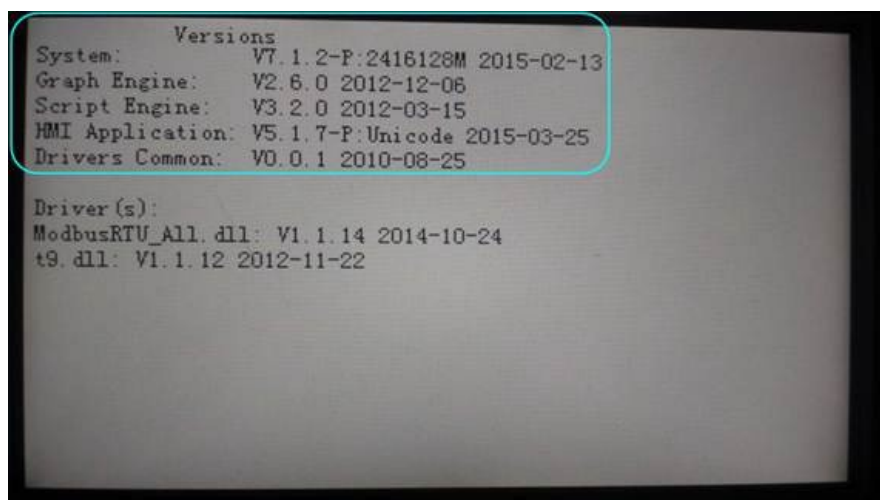 Versions
System: V7.1.2-P:2416128M 2015-02-13
Graph Engine: V2.6.0 2012-12-06
Script Engine: V3.2.0 2012-03-15
HMI Application: V5.1.7-P:Unicode 2015-03-25
Drivers Common: V0.0.1 2010-08-25
Driver(s):
ModbusRTU_All.dll: V1.1.14 2014-10-24
t9.dll: V1.1.12 2012-11-22